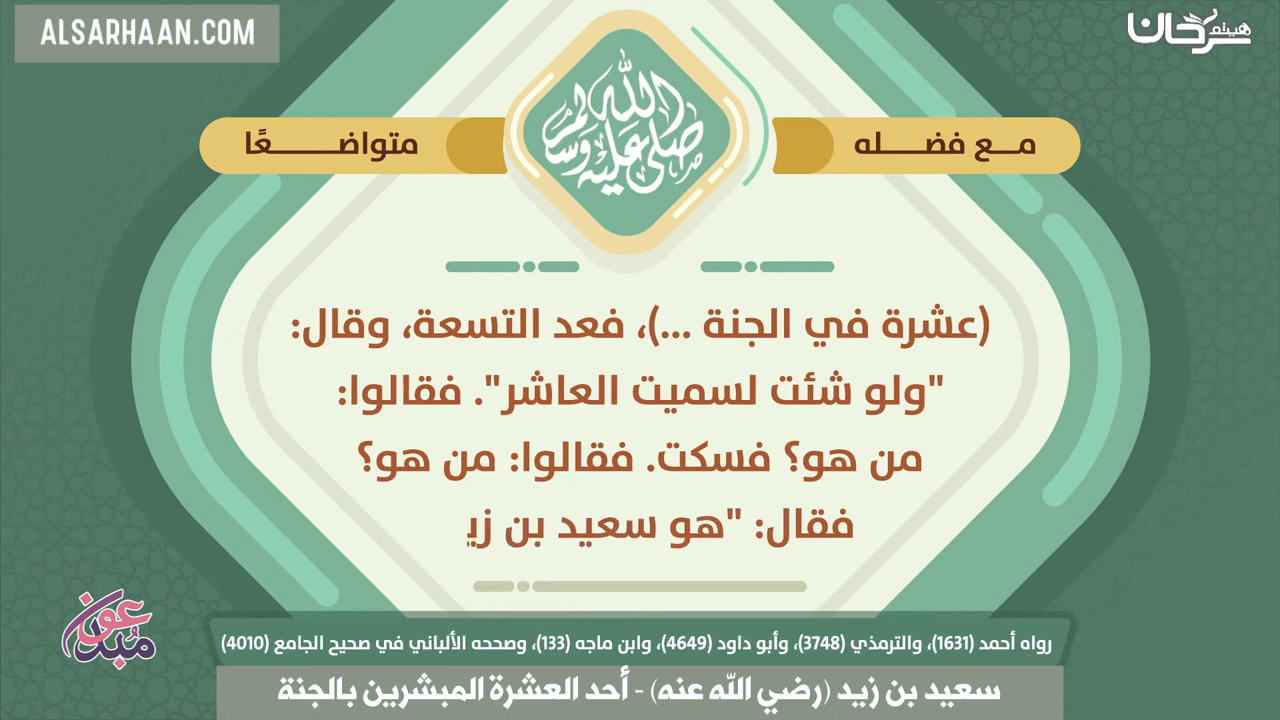 ALSARHAAN.COM
هيثم سرحان
مع فضله
صلى الله عليه وسلم
متواضعًا
(عشرة في الجنة ...)، فعد التسعة، وقال:
"ولو شئت لسميت العاشر". فقالوا:
من هو؟ فسكت. فقالوا: من هو؟
فقال: "هو سعيد بن زي
رواه أحمد (1631)، والترمذي (3748)، وأبو داود (4649)، وابن ماجه (133)، وصححه الألباني في صحيح الجامع (4010)
سعيد بن زيد (رضي الله عنه) - أحد العشرة المبشرين بالجنة